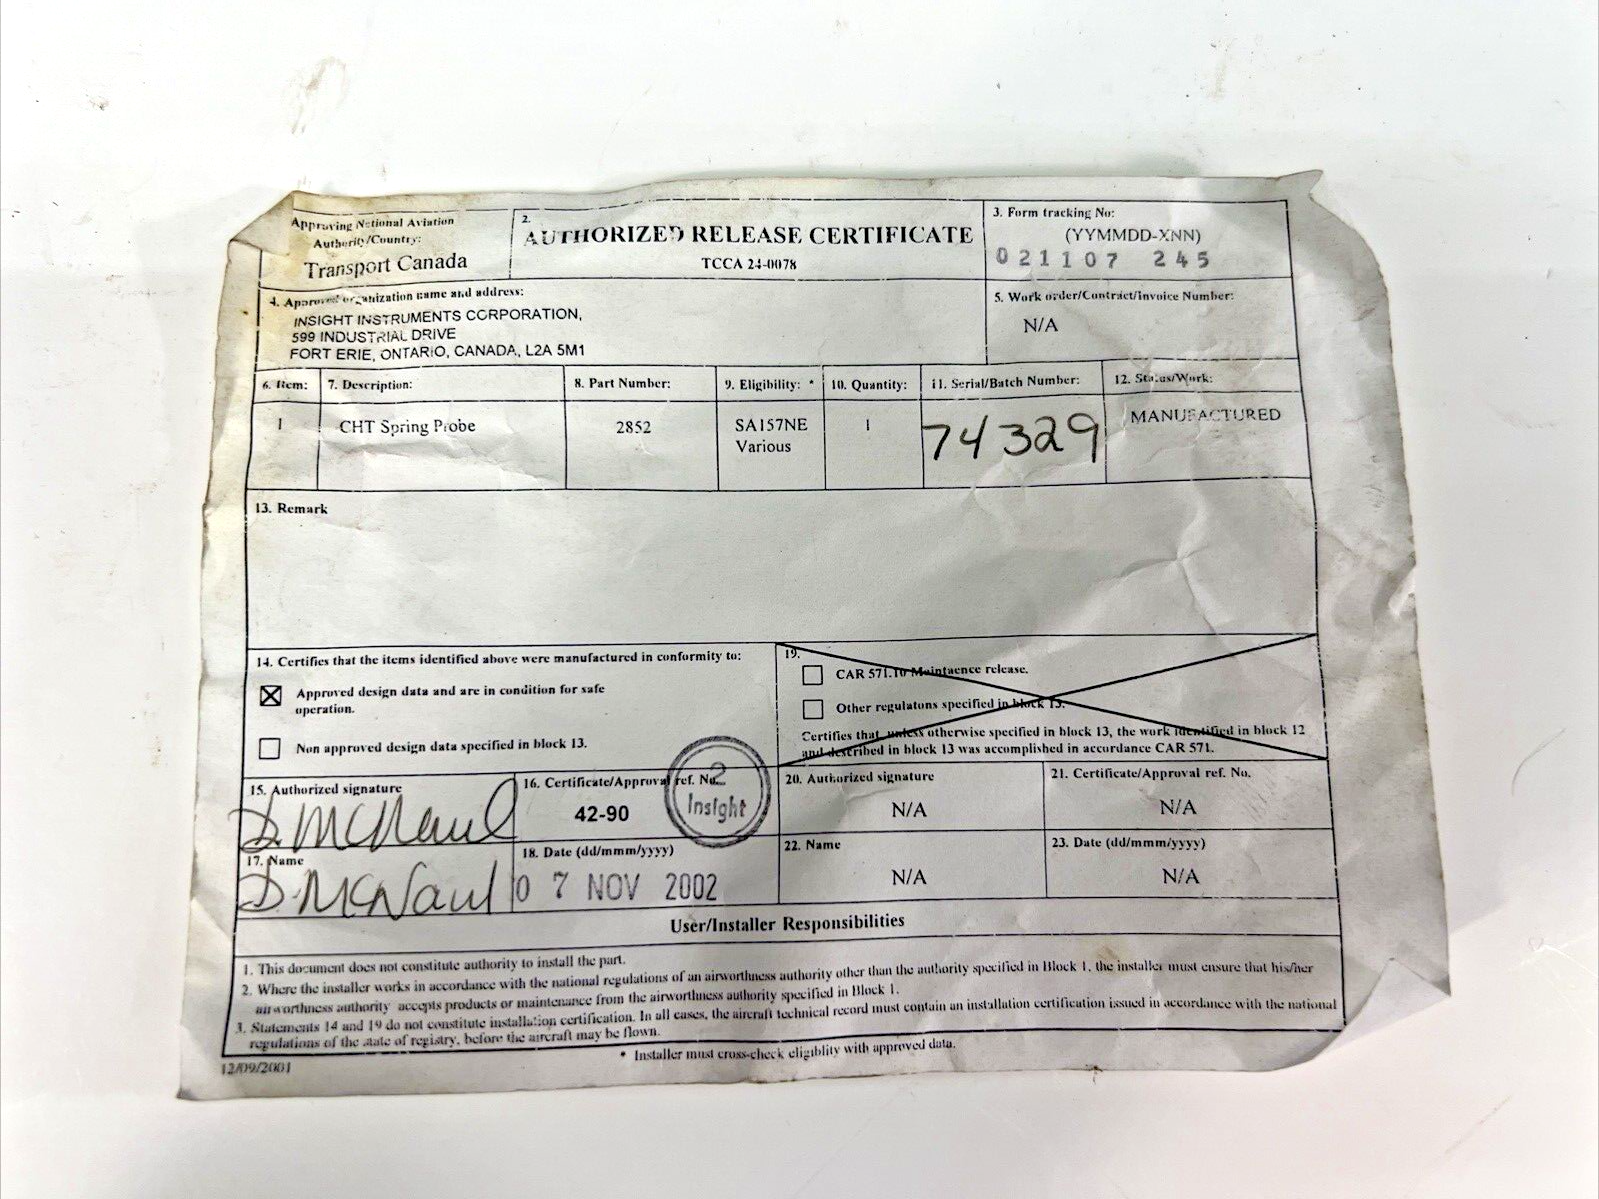 Approving National Aviation
Authority/Country:
Transport Canada
2.
AUTHORIZED RELEASE CERTIFICATE
TCCA 24-0078
3. Form tracking No:
(YYMMDD-XNN)
021107 245
4. Approved organization name and address:
INSIGHT INSTRUMENTS CORPORATION,
599 INDUSTRIAL DRIVE
FORT ERIE, ONTARIO, CANADA, L2A 5M1
5. Work order/Contract/Invoice Number:
N/A
6. Item:
7. Description:
8. Part Number:
9. Eligibility: *
10. Quantity:
11. Serial/Batch Number:
12. Status/Work:
1
CHT Spring Probe
2852
SA157NE
Various
1
74329
MANUFACTURED
13. Remark
14. Certifies that the items identified above were manufactured in conformity to:
Approved design data and are in condition for safe
operation.
Non approved design data specified in block 13.
19.
CAR 571.10 Maintaence release.
Other regulatons specified in block 13.
Certifies that unless otherwise specified in block 13, the work identified in block 12
and described in block 13 was accomplished in accordance CAR 571.
15. Authorized signature
D. McNaul
16. Certificate/Approval ref. No.
42-90
2
Insight
17. Name
D. McNaul
18. Date (dd/mmm/yyyy)
07 NOV 2002
20. Authorized signature
N/A
21. Certificate/Approval ref. No.
N/A
22. Name
N/A
23. Date (dd/mmm/yyyy)
N/A
User/Installer Responsibilities
1. This document does not constitute authority to install the part.
2. Where the installer works in accordance with the national regulations of an airworthness authority other than the authority specified in Block 1, the installer must ensure that his/her
airworthness authority accepts products or maintenance from the airworthness authority specified in Block 1.
3. Statements 14 and 19 do not constitute installation certification. In all cases, the aircraft technical record must contain an installation certification issued in accordance with the national
regulations of the state of registry, before the aircraft may be flown.
* Installer must cross-check eligiblity with approved data.
12/09/2001